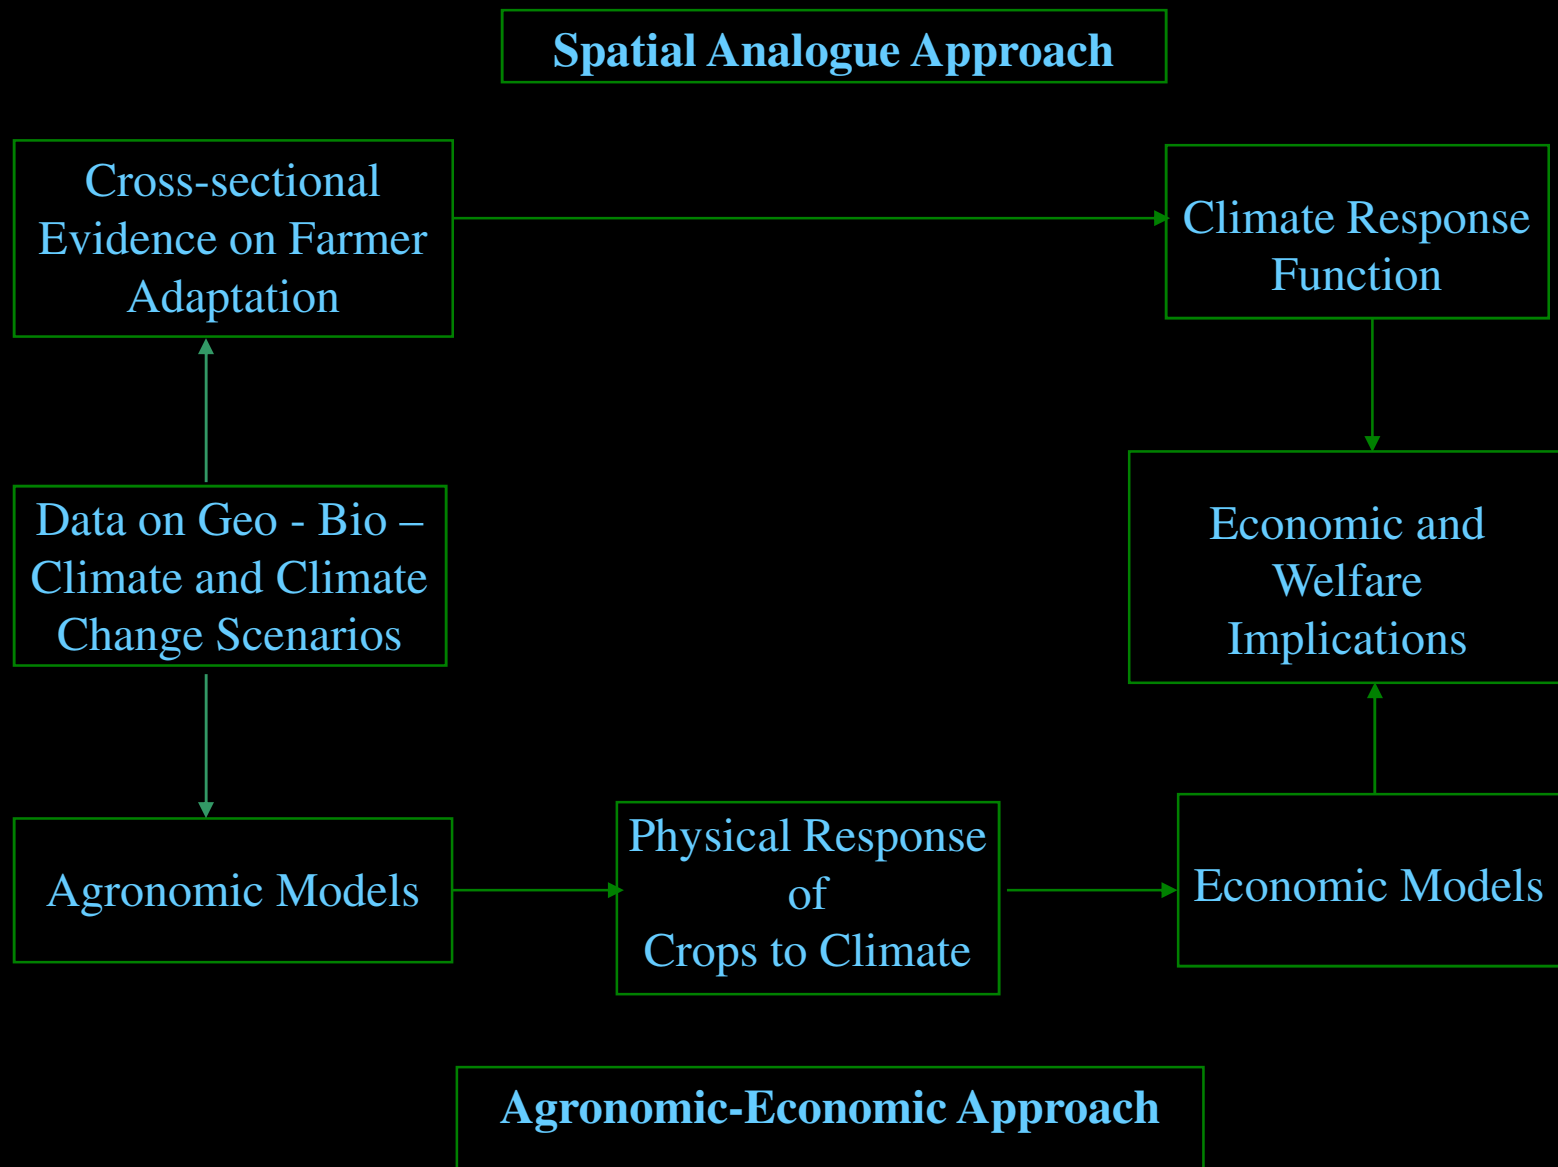 Spatial Analogue Approach
Cross-sectional
Evidence on Farmer
Adaptation
Climate Response
Function
Data on Geo - Bio –
Climate and Climate
Change Scenarios
Economic and
Welfare
Implications
Agronomic Models
Physical Response
of
Crops to Climate
Economic Models
Agronomic-Economic Approach